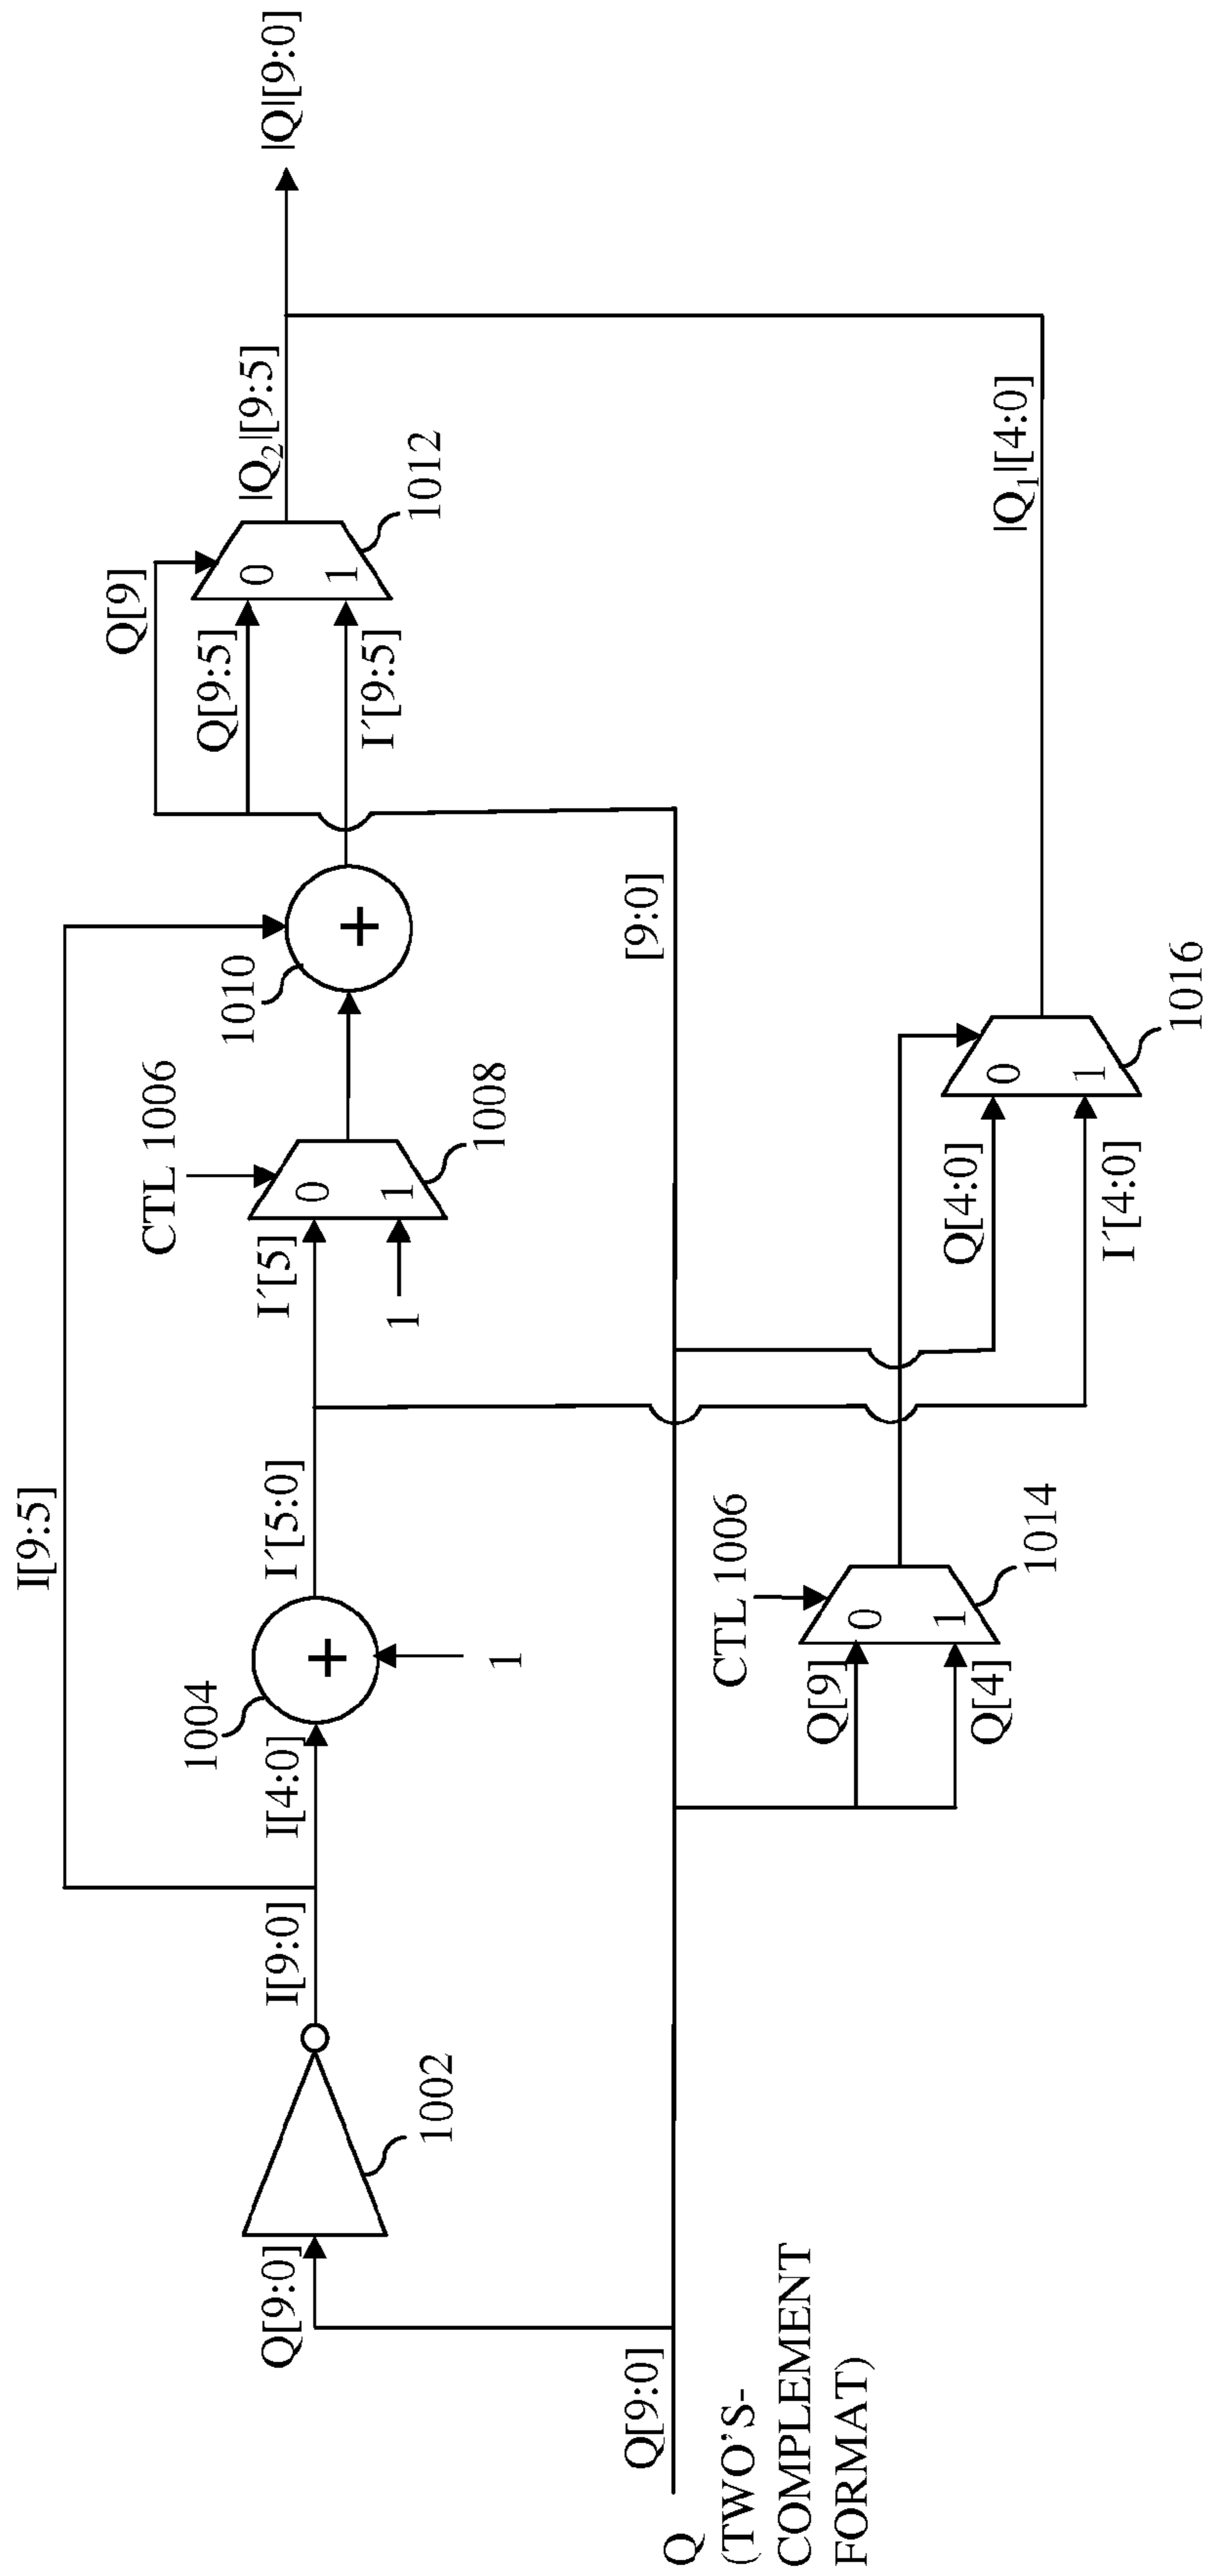 Q
(TWO'S-
COMPLEMENT
FORMAT)
Q[9:0]
Q[9:0]
1002
I[9:0]
I[9:5]
I[4:0]
1004
+
1
I´[5:0]
I´[5]
1
CTL 1006
0
1
1008
1010
+
[9:0]
I´[9:5]
Q[9:5]
Q[9]
0
1
1012
|Q2|[9:5]
|Q|[9:0]
Q[9]
Q[4]
CTL 1006
0
1
1014
Q[4:0]
I´[4:0]
0
1
1016
|Q1|[4:0]